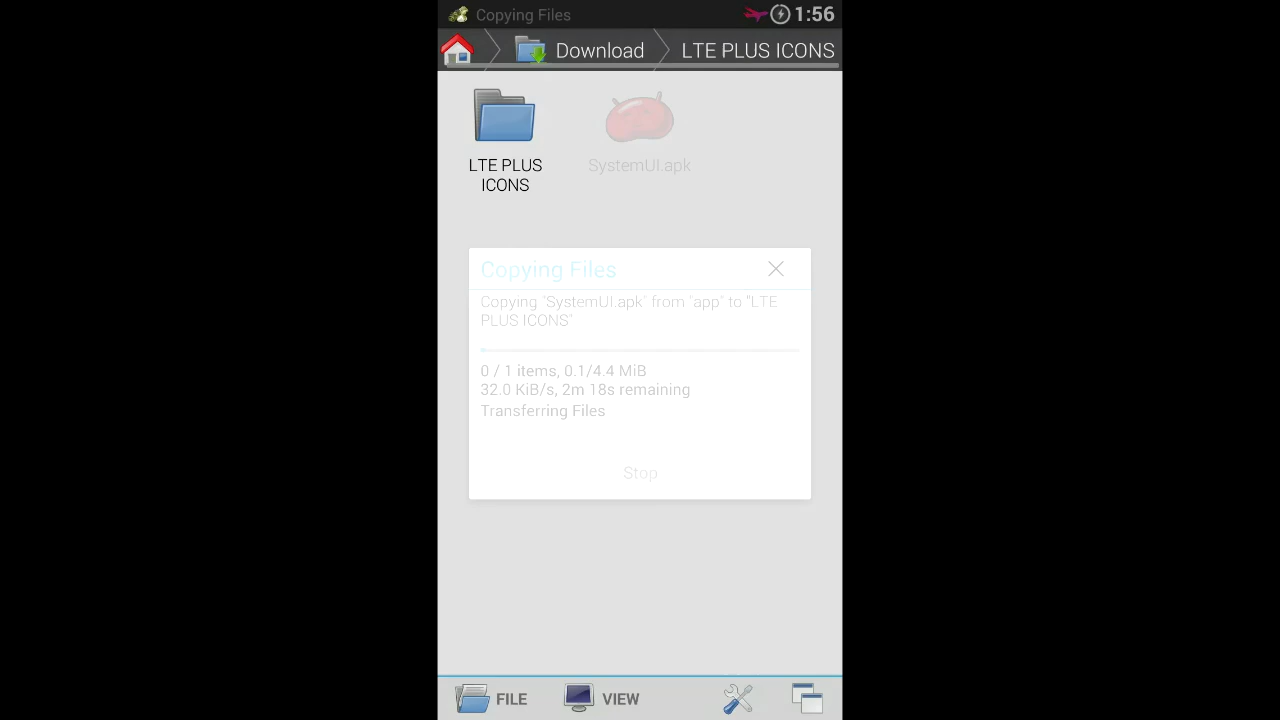 Copying Files
1:56
Download
LTE PLUS ICONS
LTE PLUS
ICONS
SystemUI.apk
Copying Files
Copying "SystemUI.apk" from "app" to "LTE
PLUS ICONS"
0 / 1 items, 0.1/4.4 MiB
32.0 KiB/s, 2m 18s remaining
Transferring Files
Stop
FILE
VIEW